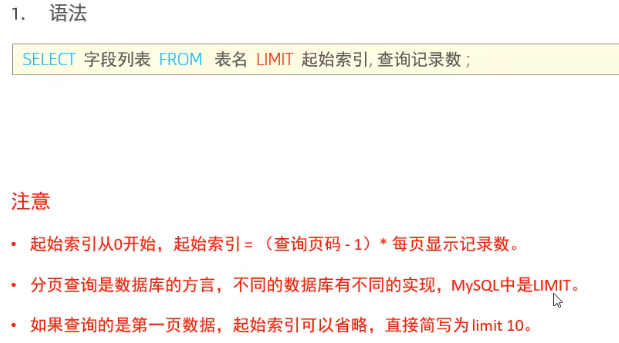 1. 语法
SELECT 字段列表 FROM 表名 LIMIT 起始索引, 查询记录数 ;
注意
• 起始索引从0开始，起始索引 = （查询页码 - 1）* 每页显示记录数。
• 分页查询是数据库的方言，不同的数据库有不同的实现，MySQL中是LIMIT。
• 如果查询的是第一页数据，起始索引可以省略，直接简写为 limit 10。